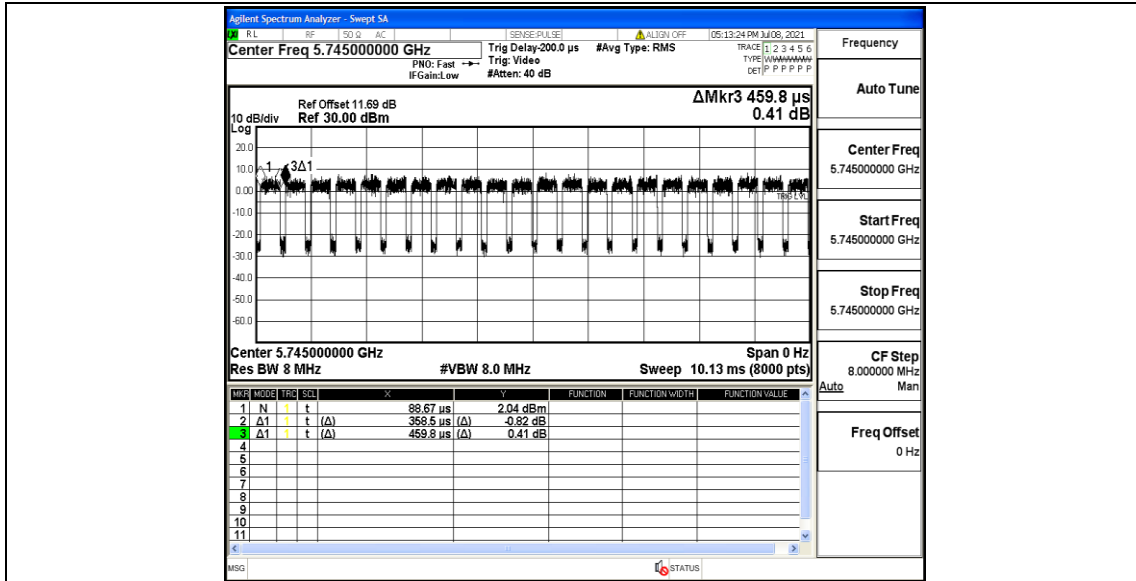 Agilent Spectrum Analyzer - Swept SA
LXI RL RF 50 Ω AC SENSE:PULSE ALIGN OFF 05:13:24 PM Jul 08, 2021
Center Freq 5.745000000 GHz Trig Delay-200.0 µs #Avg Type: RMS TRACE 1 2 3 4 5 6
PNO: Fast Trig: Video TYPE WWWWWW
IFGain:Low #Atten: 40 dB DET P P P P P P
Frequency
Auto Tune
Center Freq
5.745000000 GHz
Start Freq
5.745000000 GHz
Stop Freq
5.745000000 GHz
CF Step
8.000000 MHz
Auto Man
Freq Offset
0 Hz
ΔMkr3 459.8 µs
0.41 dB
Ref Offset 11.69 dB
10 dB/div Ref 30.00 dBm
Log
20.0
10.0
0.00
-10.0
-20.0
-30.0
-40.0
-50.0
-60.0
1 3Δ1
TRIG LVL
Center 5.745000000 GHz Span 0 Hz
Res BW 8 MHz #VBW 8.0 MHz Sweep 10.13 ms (8000 pts)
MKR MODE TRC SCL X Y FUNCTION FUNCTION WIDTH FUNCTION VALUE
1 N 1 t 88.67 µs 2.04 dBm
2 Δ1 1 t (Δ) 358.5 µs (Δ) -0.82 dB
3 Δ1 1 t (Δ) 459.8 µs (Δ) 0.41 dB
4
5
6
7
8
9
10
11
MSG STATUS